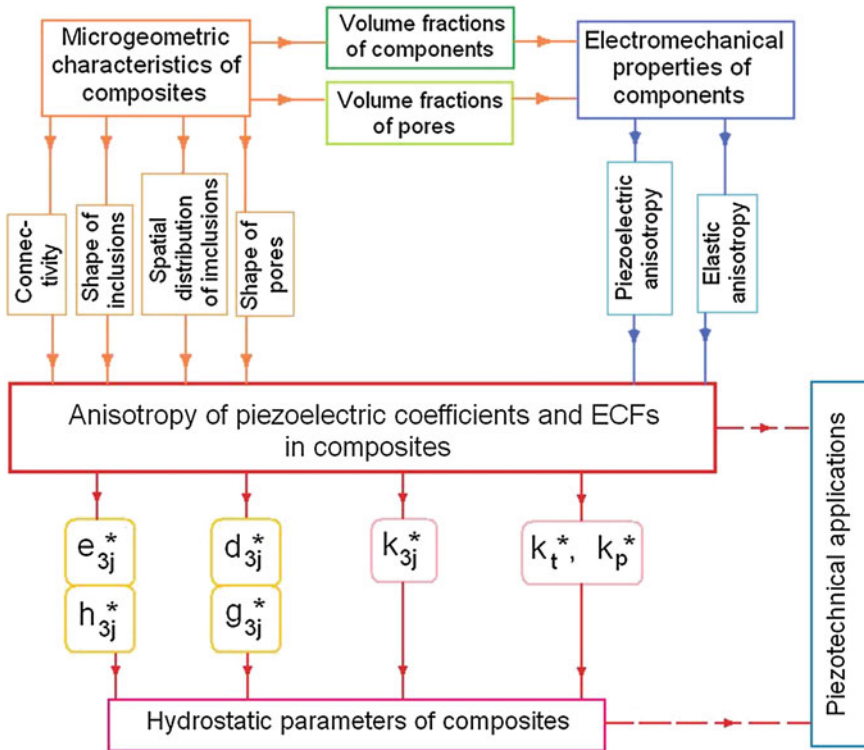 Microgeometric
characteristics of
composites
Volume fractions
of components
Volume fractions
of pores
Electromechanical
properties of
components
Connec-
tivity
Shape of
inclusions
Spatial
distribution
of imclusions
Shape of
pores
Piezoelectric
anisotropy
Elastic
anisotropy
Anisotropy of piezoelectric coefficients and ECFs
in composites
Piezotechnical applications
e₃ⱼ*
h₃ⱼ*
d₃ⱼ*
g₃ⱼ*
k₃ⱼ*
kₜ*, kₚ*
Hydrostatic parameters of composites